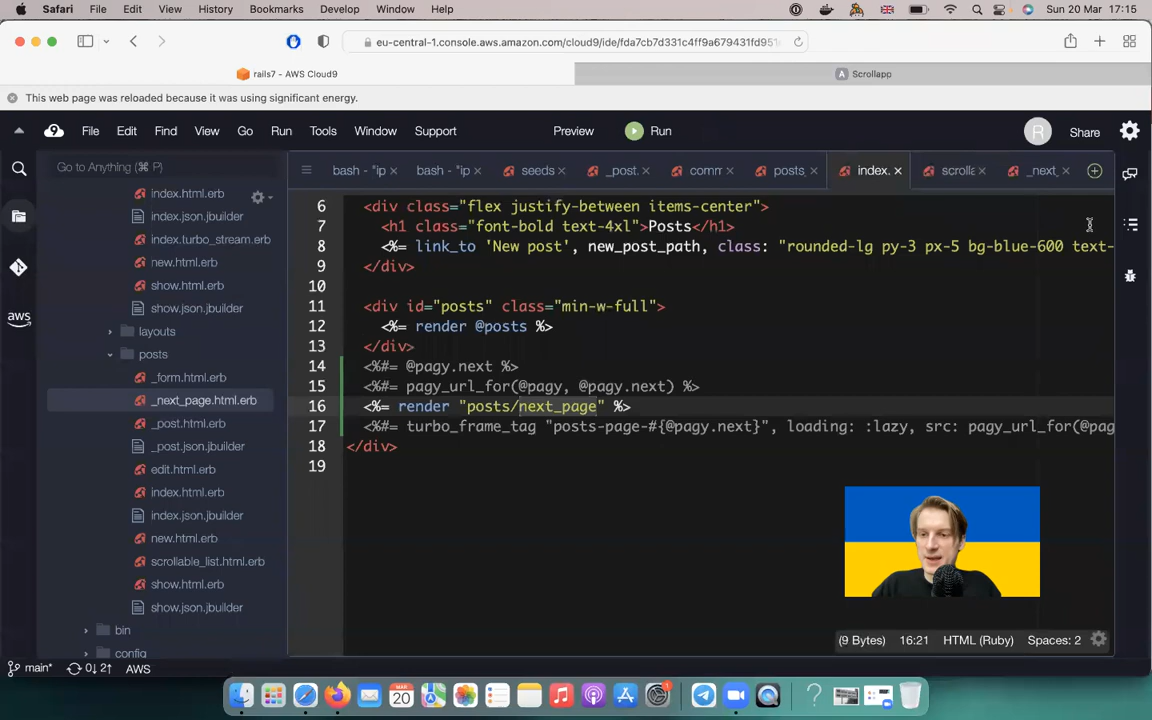 Safari File Edit View History Bookmarks Develop Window Help Sun 20 Mar 17:15
eu-central-1.console.aws.amazon.com/cloud9/ide/fda7cb7d331c4ff9a679431fd951
rails7 - AWS Cloud9 Scrollapp
This web page was reloaded because it was using significant energy.
9 File Edit Find View Go Run Tools Window Support Preview Run R Share
Go to Anything (⌘ P)
bash - *ip bash - *ip seeds _post. comm posts_ index. scrolla _next_
index.html.erb
index.json.jbuilder
index.turbo_stream.erb
new.html.erb
show.html.erb
show.json.jbuilder
layouts
posts
_form.html.erb
_next_page.html.erb
_post.html.erb
_post.json.jbuilder
edit.html.erb
index.html.erb
index.json.jbuilder
new.html.erb
scrollable_list.html.erb
show.html.erb
show.json.jbuilder
bin
config
aws
6 <div class="flex justify-between items-center">
7 <h1 class="font-bold text-4xl">Posts</h1>
8 <%= link_to 'New post', new_post_path, class: "rounded-lg py-3 px-5 bg-blue-600 text-
9 </div>
10
11 <div id="posts" class="min-w-full">
12 <%= render @posts %>
13 </div>
14 <%#= @pagy.next %>
15 <%#= pagy_url_for(@pagy, @pagy.next) %>
16 <%= render "posts/next_page" %>
17 <%#= turbo_frame_tag "posts-page-#{@pagy.next}", loading: :lazy, src: pagy_url_for(@pag
18 </div>
19
(9 Bytes) 16:21 HTML (Ruby) Spaces: 2
main* 0↓ 2↑ AWS
MAR
20
1